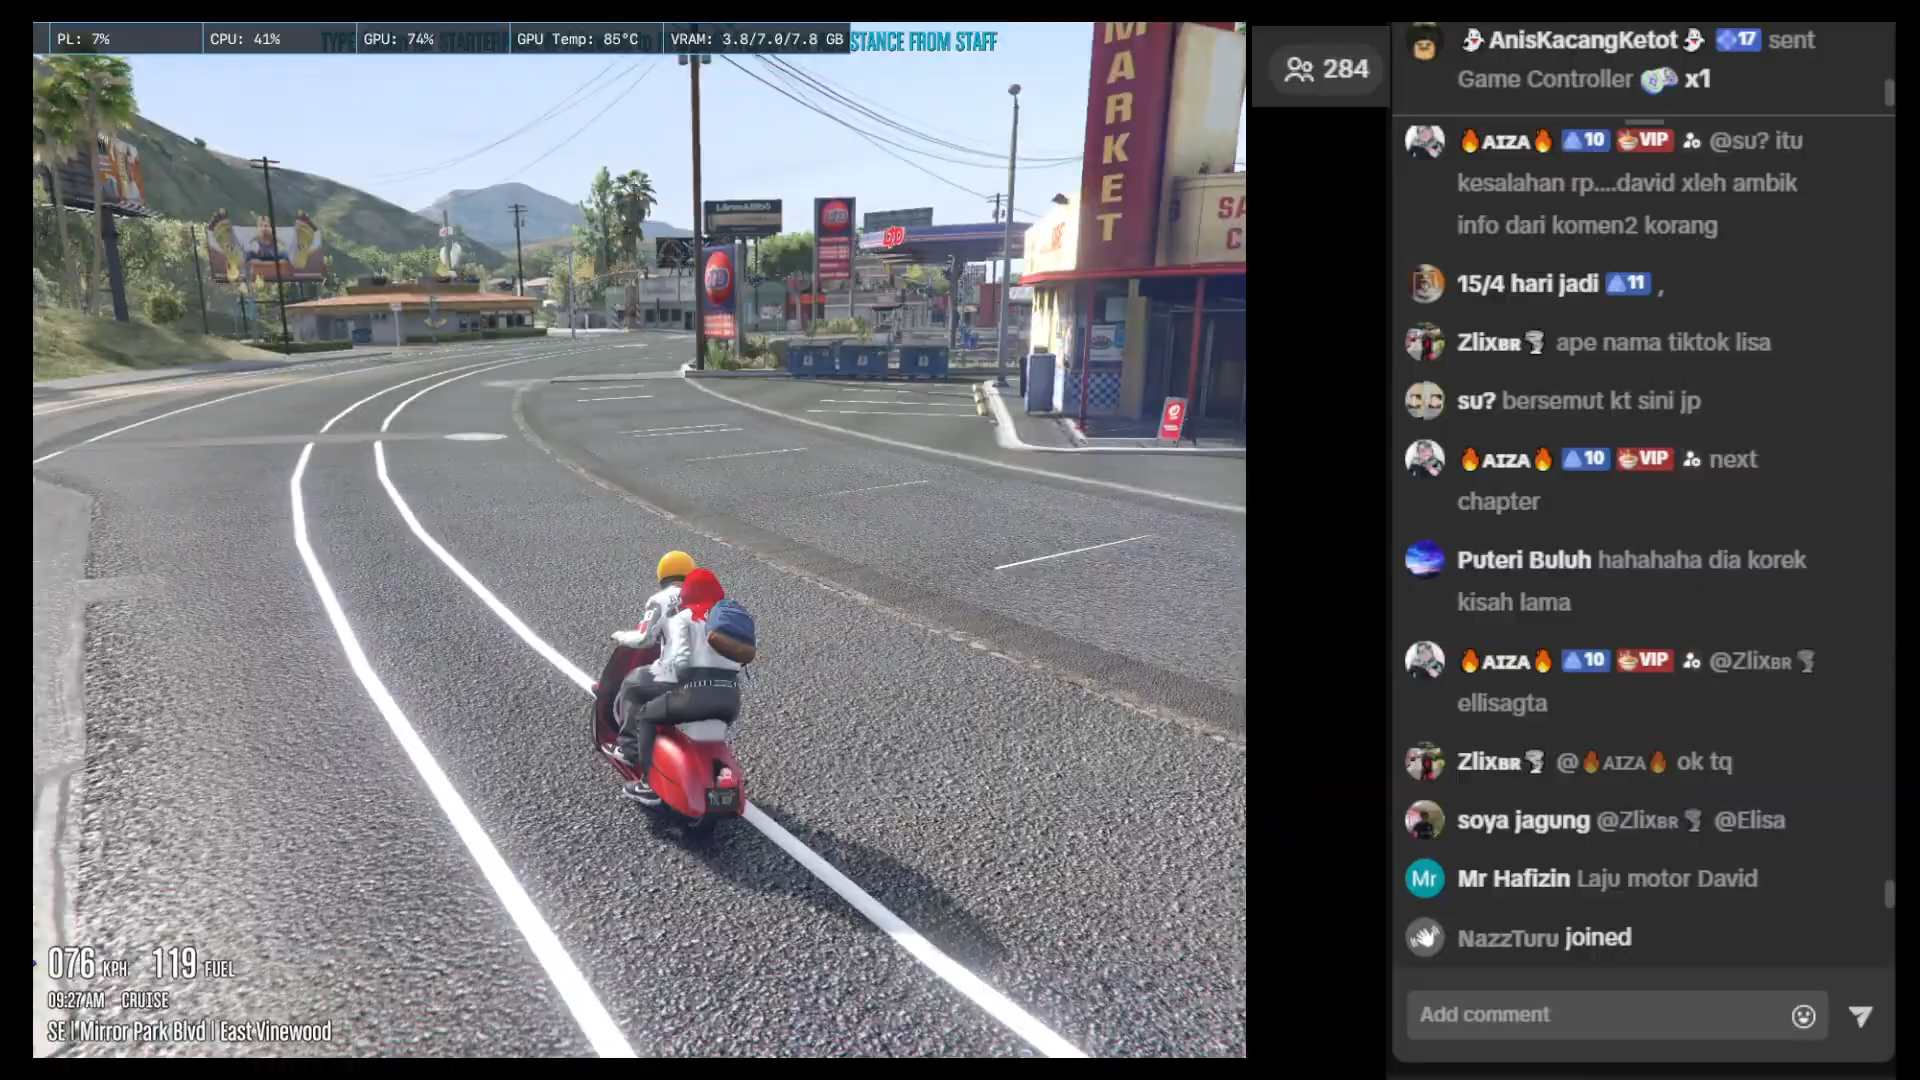 PL: 7%
CPU: 41%
GPU: 74%
GPU Temp: 85°C
VRAM: 3.8/7.0/7.8 GB
STANCE FROM STAFF
MARKET
076 KPH 119 FUEL
09:27 AM CRUISE
SE | Mirror Park Blvd | East Vinewood
284
AnisKacangKetot 17 sent
Game Controller x1
AIZA 10 VIP @su? itu
kesalahan rp....david xleh ambik
info dari komen2 korang
15/4 hari jadi 11 ,
ZlixBR ape nama tiktok lisa
su? bersemut kt sini jp
AIZA 10 VIP next
chapter
Puteri Buluh hahahaha dia korek
kisah lama
AIZA 10 VIP @ZlixBR
ellisagta
ZlixBR @AIZA ok tq
soya jagung @ZlixBR @Elisa
Mr Mr Hafizin Laju motor David
NazzTuru joined
Add comment